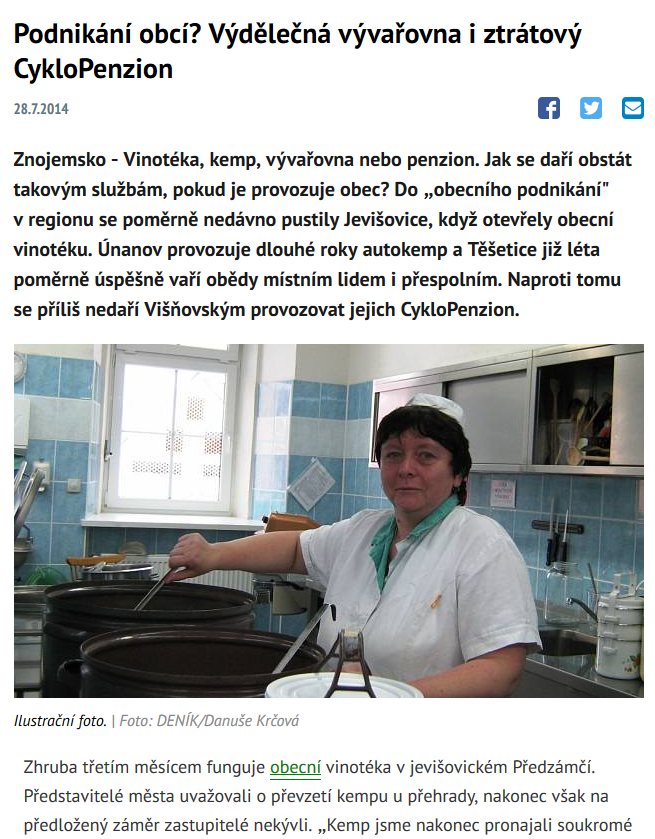 Podnikání obcí? Výdělečná vývařovna i ztrátový
CykloPenzion
28.7.2014
Znojemsko - Vinotéka, kemp, vývařovna nebo penzion. Jak se daří obstát
takovým službám, pokud je provozuje obec? Do „obecního podnikání"
v regionu se poměrně nedávno pustily Jevišovice, když otevřely obecní
vinotéku. Únanov provozuje dlouhé roky autokemp a Těšetice již léta
poměrně úspěšně vaří obědy místním lidem i přespolním. Naproti tomu
se příliš nedaří Višňovským provozovat jejich CykloPenzion.
Ilustrační foto. | Foto: DENÍK/Danuše Krčová
Zhruba třetím měsícem funguje obecní vinotéka v jevišovickém Předzámčí.
Představitelé města uvažovali o převzetí kempu u přehrady, nakonec však na
předložený záměr zastupitelé nekývli. „Kemp jsme nakonec pronajali soukromé